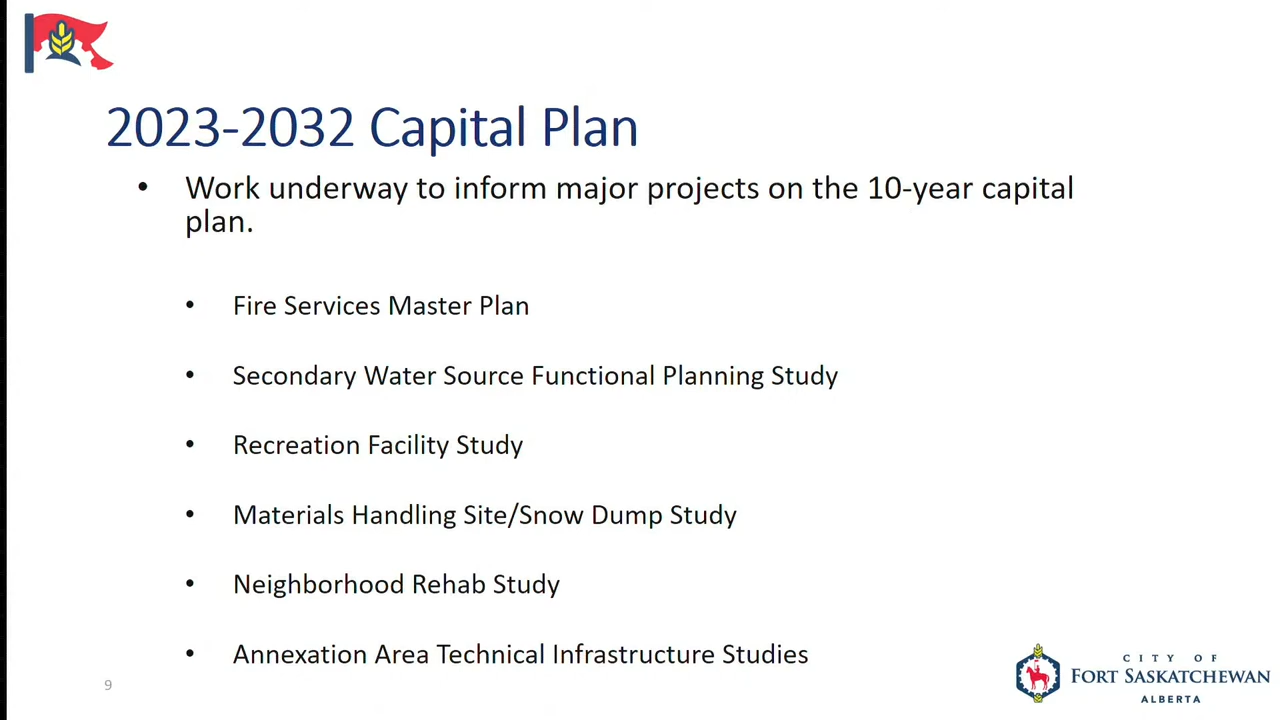 2023-2032 Capital Plan
• Work underway to inform major projects on the 10-year capital
plan.
• Fire Services Master Plan
• Secondary Water Source Functional Planning Study
• Recreation Facility Study
• Materials Handling Site/Snow Dump Study
• Neighborhood Rehab Study
• Annexation Area Technical Infrastructure Studies
9
CITY OF
FORT SASKATCHEWAN
ALBERTA